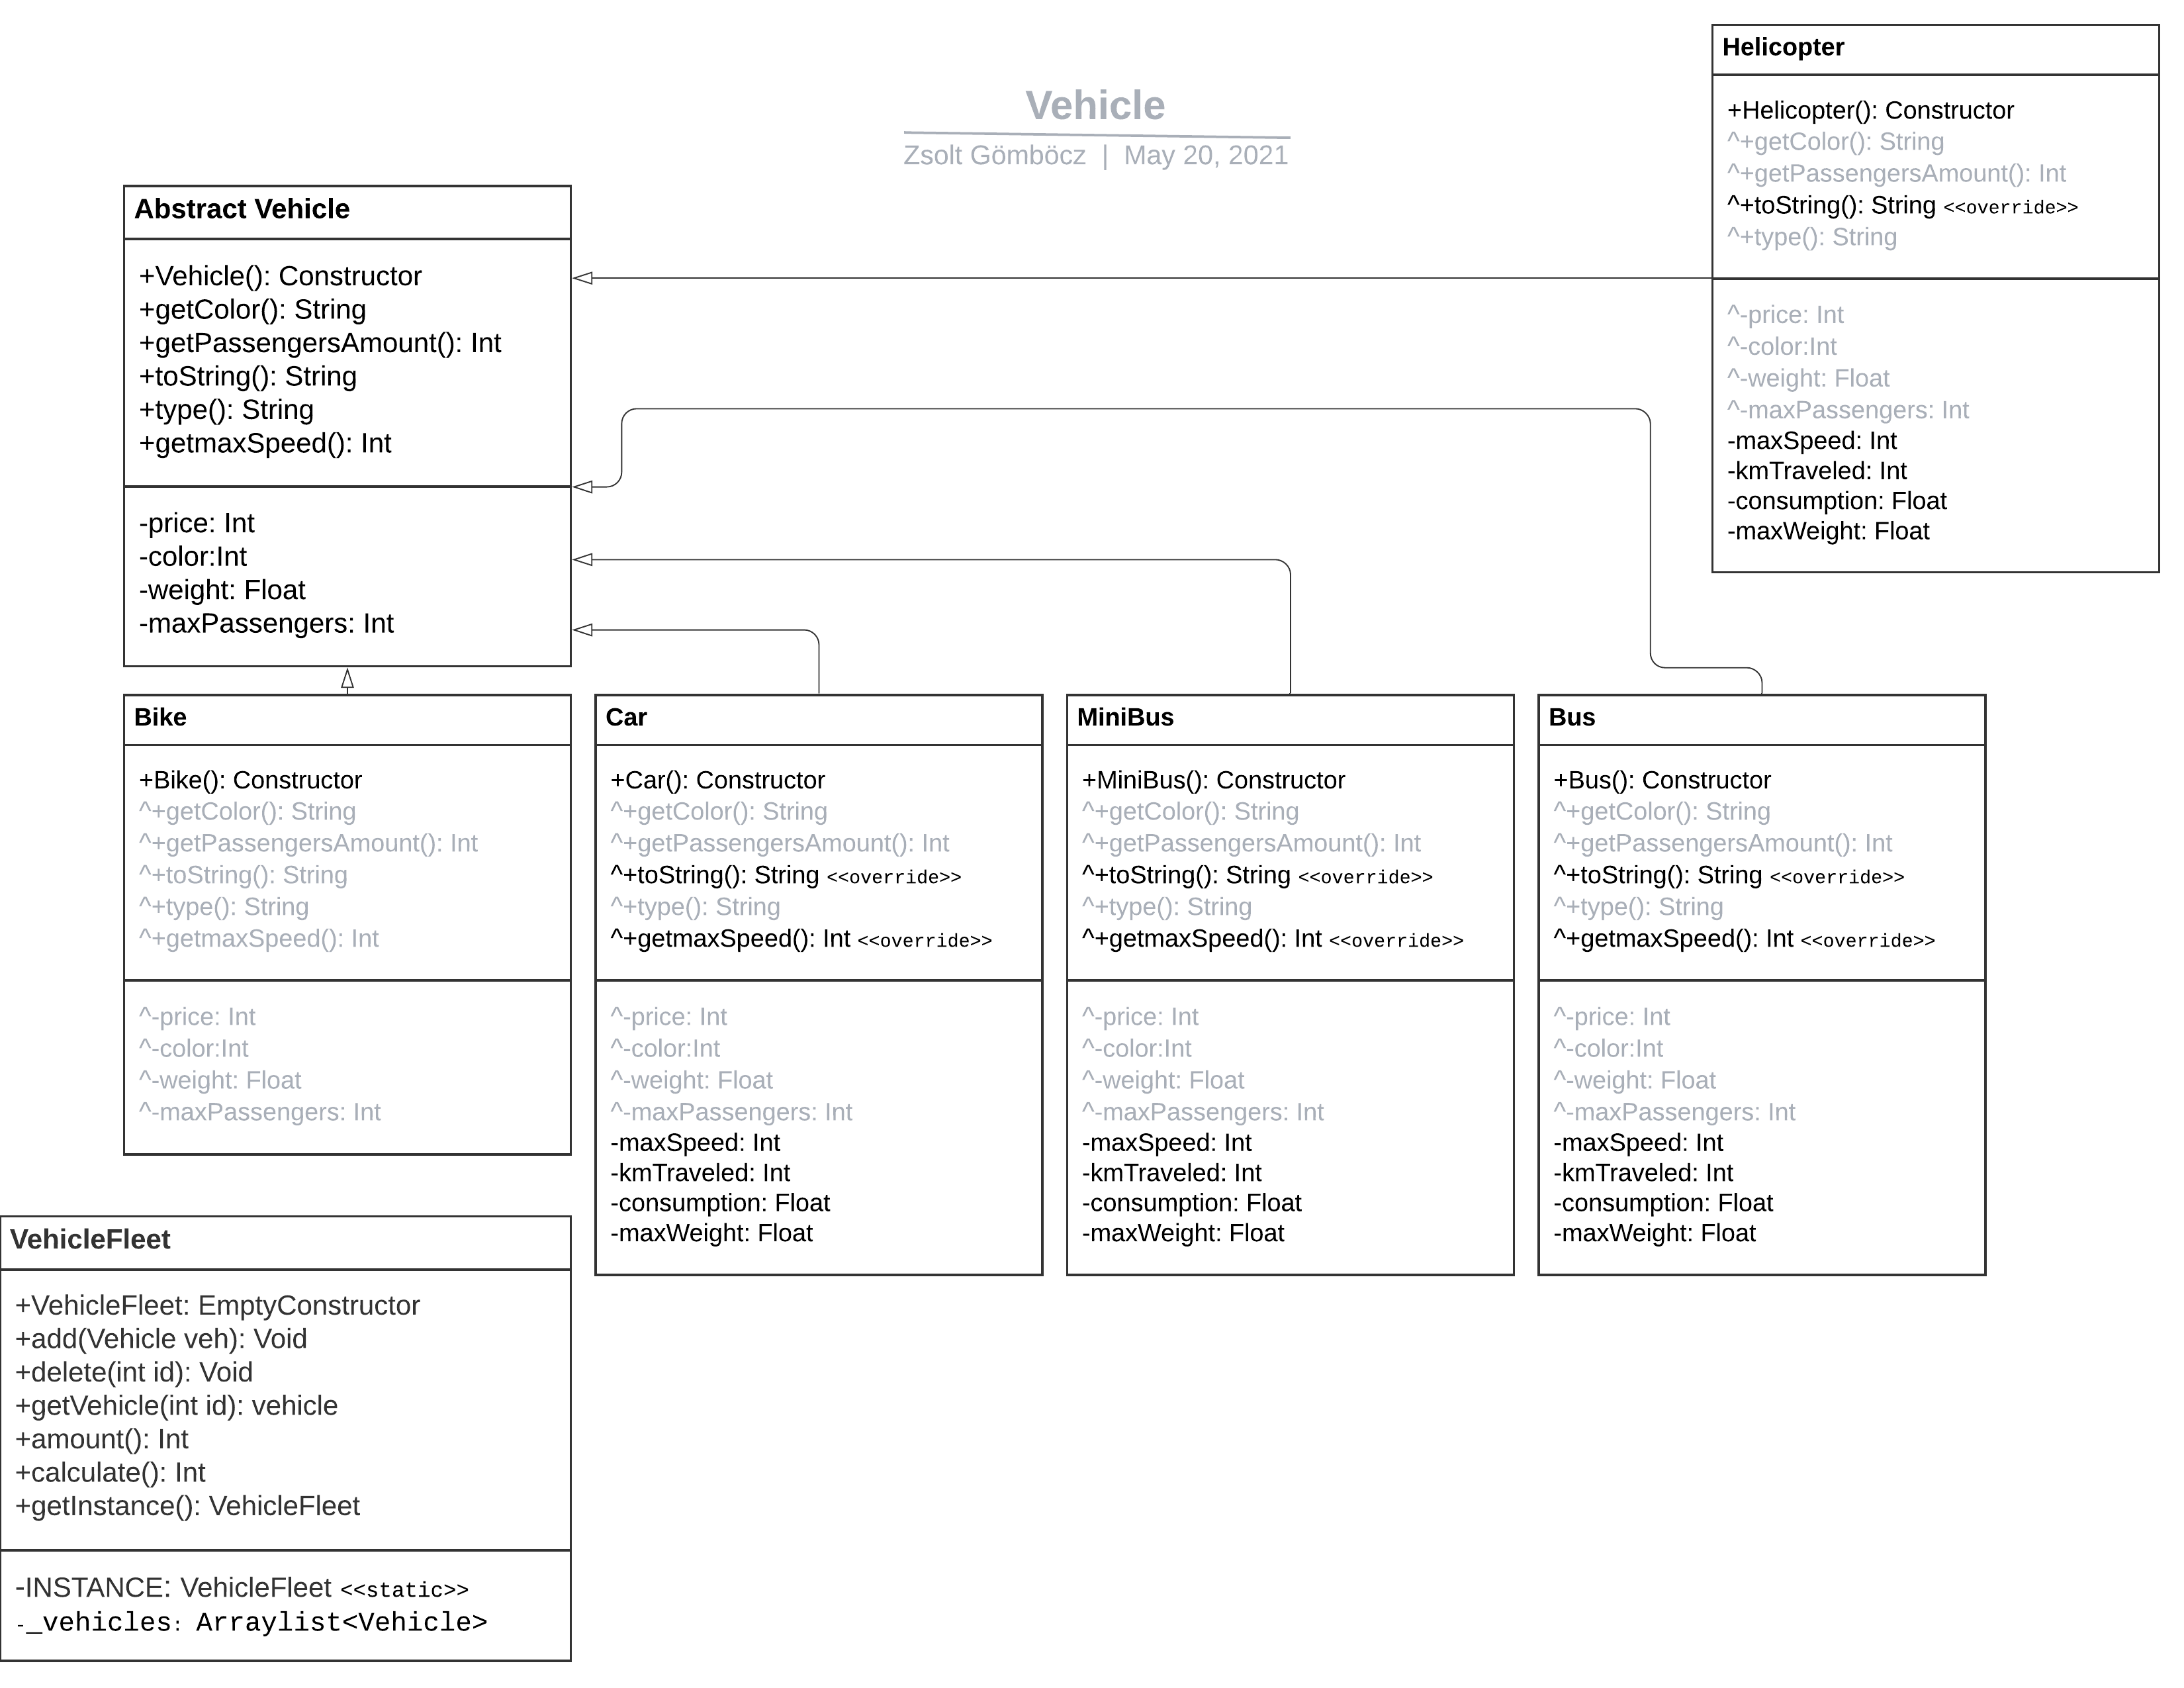 Vehicle
Zsolt Gömböcz | May 20, 2021
Helicopter
+Helicopter(): Constructor
^+getColor(): String
^+getPassengersAmount(): Int
^+toString(): String <<override>>
^+type(): String
^-price: Int
^-color:Int
^-weight: Float
^-maxPassengers: Int
-maxSpeed: Int
-kmTraveled: Int
-consumption: Float
-maxWeight: Float
Abstract Vehicle
+Vehicle(): Constructor
+getColor(): String
+getPassengersAmount(): Int
+toString(): String
+type(): String
+getmaxSpeed(): Int
-price: Int
-color:Int
-weight: Float
-maxPassengers: Int
Bike
+Bike(): Constructor
^+getColor(): String
^+getPassengersAmount(): Int
^+toString(): String
^+type(): String
^+getmaxSpeed(): Int
^-price: Int
^-color:Int
^-weight: Float
^-maxPassengers: Int
Car
+Car(): Constructor
^+getColor(): String
^+getPassengersAmount(): Int
^+toString(): String <<override>>
^+type(): String
^+getmaxSpeed(): Int <<override>>
^-price: Int
^-color:Int
^-weight: Float
^-maxPassengers: Int
-maxSpeed: Int
-kmTraveled: Int
-consumption: Float
-maxWeight: Float
MiniBus
+MiniBus(): Constructor
^+getColor(): String
^+getPassengersAmount(): Int
^+toString(): String <<override>>
^+type(): String
^+getmaxSpeed(): Int <<override>>
^-price: Int
^-color:Int
^-weight: Float
^-maxPassengers: Int
-maxSpeed: Int
-kmTraveled: Int
-consumption: Float
-maxWeight: Float
Bus
+Bus(): Constructor
^+getColor(): String
^+getPassengersAmount(): Int
^+toString(): String <<override>>
^+type(): String
^+getmaxSpeed(): Int <<override>>
^-price: Int
^-color:Int
^-weight: Float
^-maxPassengers: Int
-maxSpeed: Int
-kmTraveled: Int
-consumption: Float
-maxWeight: Float
VehicleFleet
+VehicleFleet: EmptyConstructor
+add(Vehicle veh): Void
+delete(int id): Void
+getVehicle(int id): vehicle
+amount(): Int
+calculate(): Int
+getInstance(): VehicleFleet
-INSTANCE: VehicleFleet <<static>>
-_vehicles: Arraylist<Vehicle>